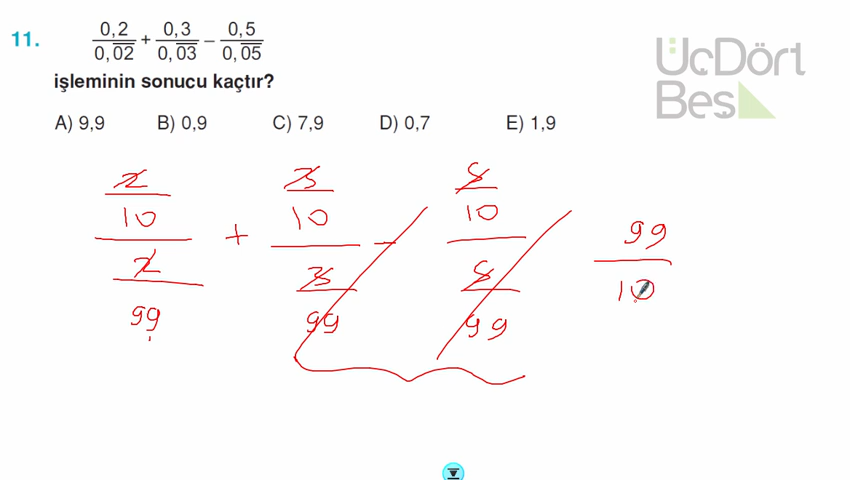 11. 0,2/0,0̅2̅ + 0,3/0,0̅3̅ – 0,5/0,0̅5̅
işleminin sonucu kaçtır?
A) 9,9 B) 0,9 C) 7,9 D) 0,7 E) 1,9
ÜçDört
Beş
2/10 / 2/99 + 3/10 / 3/99 – 5/10 / 5/99 99/10